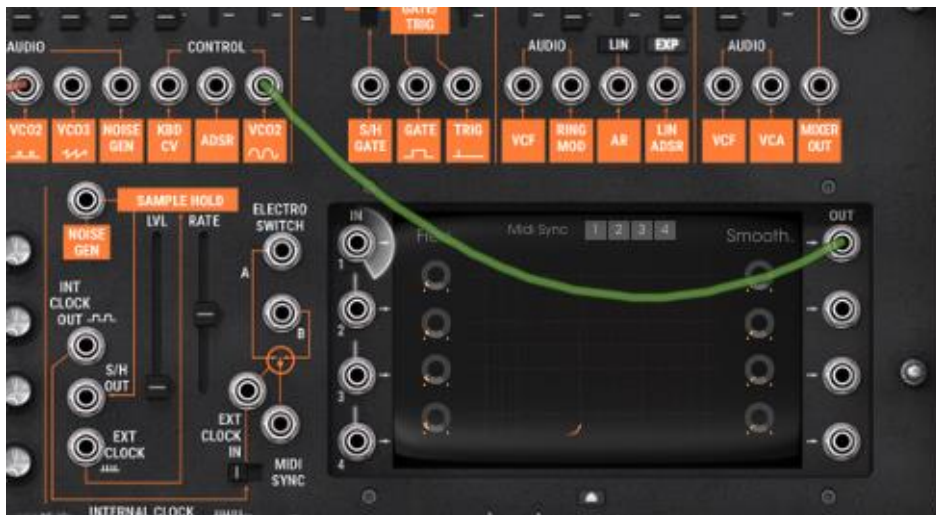 GATE/
TRIG
AUDIO
CONTROL
AUDIO
LIN
EXP
AUDIO
VCO2
VCO3
NOISE
GEN
KBD
CV
ADSR
VCO2
S/H
GATE
GATE
TRIG
VCF
RING
MOD
AR
LIN
ADSR
VCF
VCA
MIXER
OUT
SAMPLE HOLD
LVL
RATE
NOISE
GEN
ELECTRO
SWITCH
A
B
INT
CLOCK
OUT
S/H
OUT
EXT
CLOCK
EXT
CLOCK
IN
MIDI
SYNC
INTERNAL CLOCK
IN
1
2
3
4
Midi Sync
1 2 3 4
Smooth.
OUT